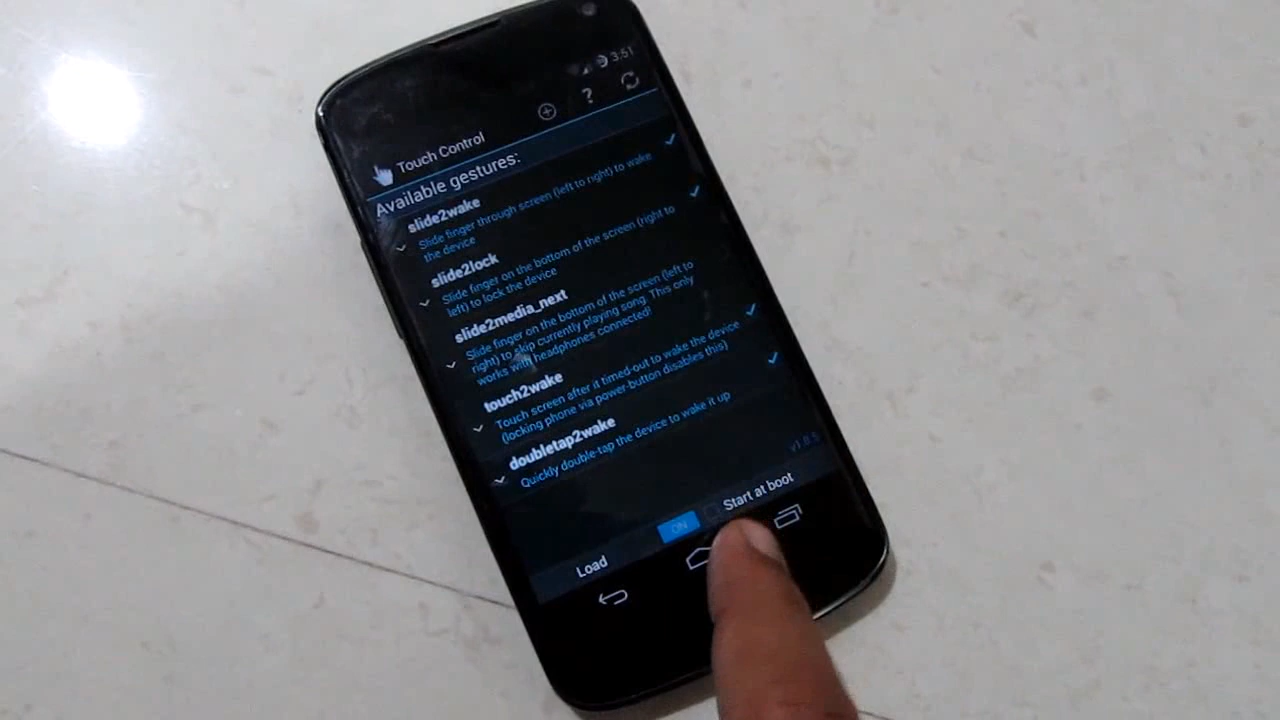 3:51
?
Touch Control
Available gestures:
slide2wake
Slide finger through screen (left to right) to wake
the device
slide2lock
Slide finger on the bottom of the screen (right to
left) to lock the device
slide2media_next
Slide finger on the bottom of the screen (left to
right) to skip currently playing song. This only
works with headphones connected!
touch2wake
Touch screen after it timed-out to wake the device
(locking phone via power-button disables this)
doubletap2wake
Quickly double-tap the device to wake it up
v1.0.5
Load
ON
Start at boot